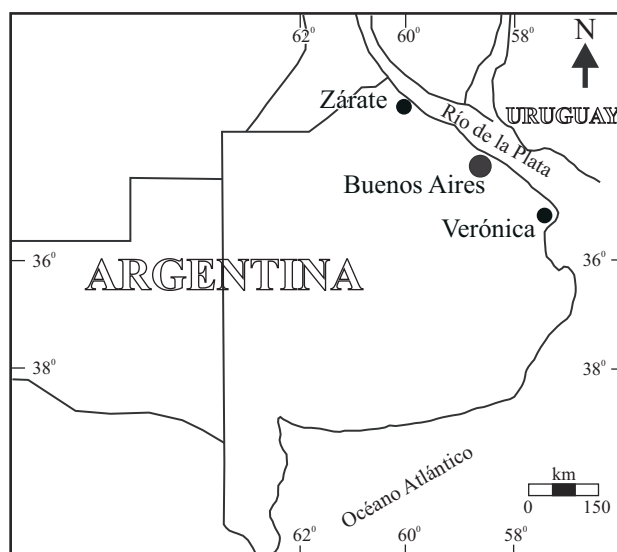 62°
60°
58°
N
Zárate
Río de la Plata
URUGUAY
Buenos Aires
Verónica
36°
ARGENTINA
36°
38°
38°
Océano Atlántico
km
0
150
62°
60°
58°